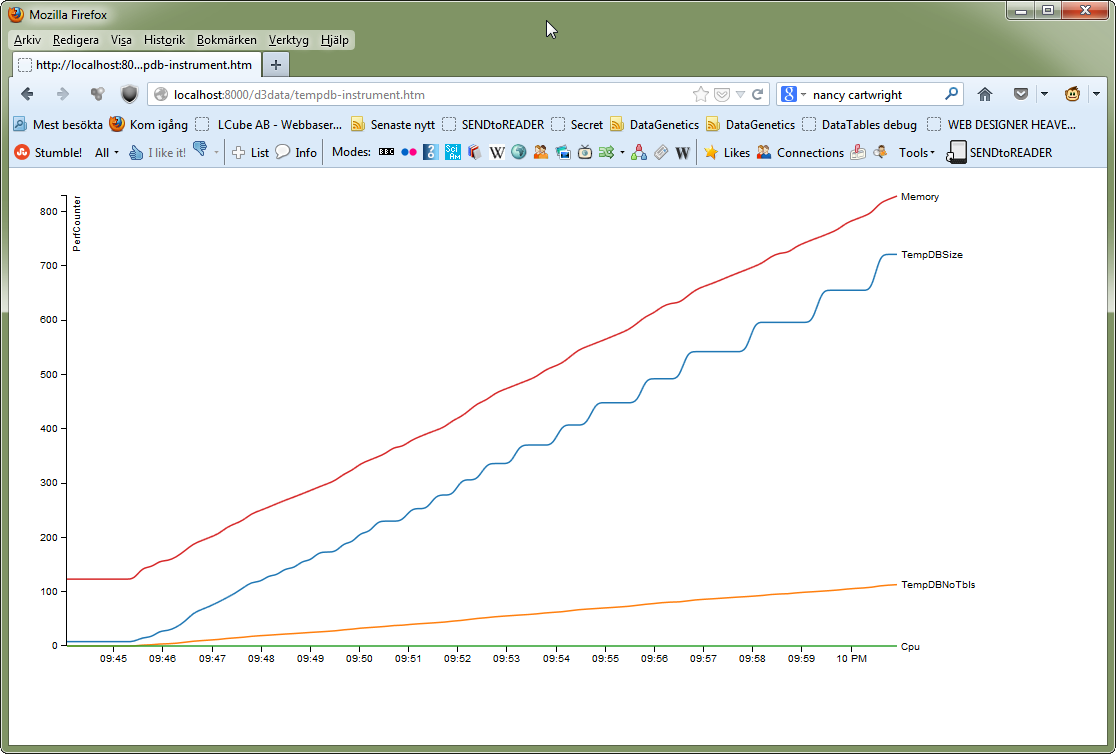 Mozilla Firefox
Arkiv Redigera Visa Historik Bokmärken Verktyg Hjälp
http://localhost:80...pdb-instrument.htm
localhost:8000/d3data/tempdb-instrument.htm nancy cartwright
Mest besökta Kom igång LCube AB - Webbaser... Senaste nytt SENDtoREADER Secret DataGenetics DataGenetics DataTables debug WEB DESIGNER HEAVE...
Stumble! All I like it! List Info Modes: BBC Sci Am W W Likes Connections Tools SENDtoREADER
PerfCounter
800
700
600
500
400
300
200
100
0
Memory
TempDBSize
TempDBNoTbls
Cpu
09:45 09:46 09:47 09:48 09:49 09:50 09:51 09:52 09:53 09:54 09:55 09:56 09:57 09:58 09:59 10 PM